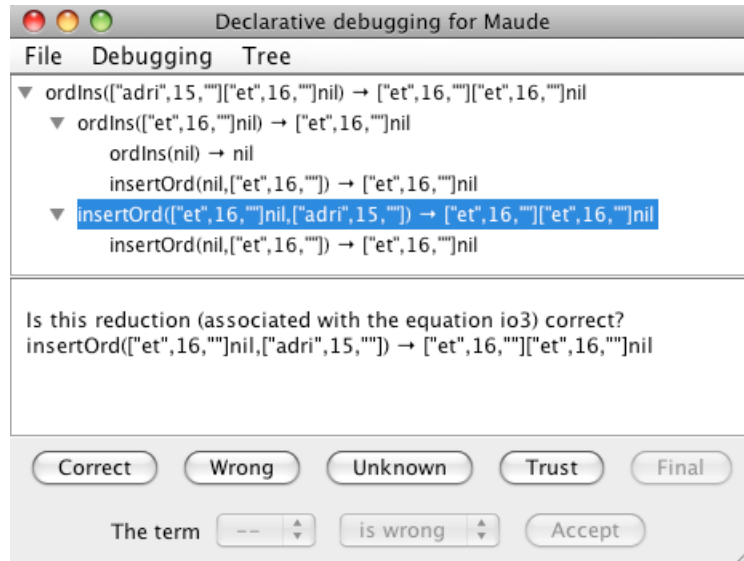 Declarative debugging for Maude
File Debugging Tree
ordIns(["adri",15,""]["et",16,""]nil) → ["et",16,""]["et",16,""]nil
ordIns(["et",16,""]nil) → ["et",16,""]nil
ordIns(nil) → nil
insertOrd(nil,["et",16,""]) → ["et",16,""]nil
insertOrd(["et",16,""]nil,["adri",15,""]) → ["et",16,""]["et",16,""]nil
insertOrd(nil,["et",16,""]) → ["et",16,""]nil
Is this reduction (associated with the equation io3) correct?
insertOrd(["et",16,""]nil,["adri",15,""]) → ["et",16,""]["et",16,""]nil
Correct Wrong Unknown Trust Final
The term -- is wrong Accept